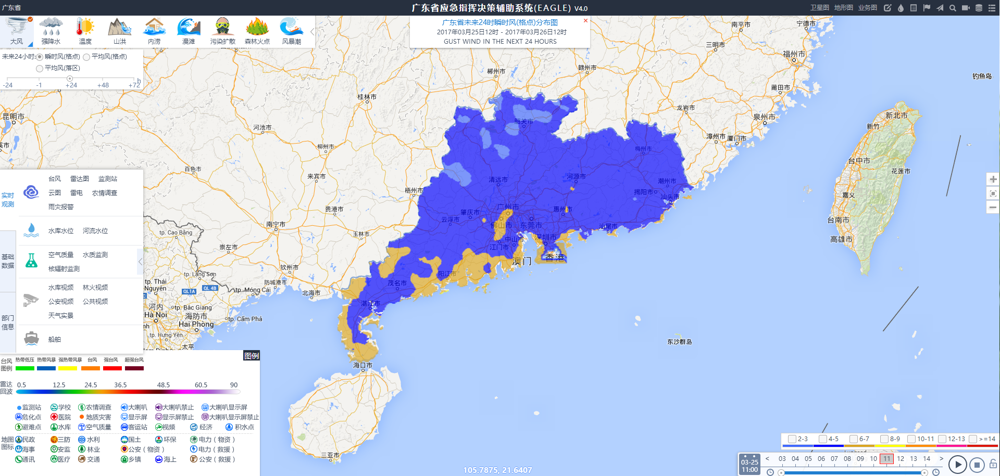 广东省
广东省应急指挥决策辅助系统(EAGLE) V4.0
卫星图 地形图 业务图
大风 强降水 温度 山洪 内涝 漫滩 污染扩散 森林火点 风暴潮
广东省未来24时瞬时风(格点)分布图
2017年03月25日12时 - 2017年03月26日12时
GUST WIND IN THE NEXT 24 HOURS
未来24小时: 瞬时风(格点) 平均风(格点)
平均风(落区)
-24 -1 +24 +48 +72 h
南平市
宁德市
三明市
福州市
郴州市
赣州市
钓鱼岛
莆田市
桂林市
龙岩市
昆明市
泉州市
新北市
韶关市
河池市
新竹
漳州市
厦门市
柳州市
梅州市
台中市
百色市
花莲市
来宾市
清远市
河源市
潮州市
梧州市
揭阳市
汕头市
嘉义
贵港市
广州市
肇庆市
惠州市
云浮市
台南市
南宁市
佛山市
东莞市
汕尾市
tp. Cao Bằng
玉林市
深圳市
高雄市
中山市
崇左市
江门市
澳门
香港
钦州市
阳江市
tp. Lạng Sơn
tp. Thái
Nguyên
防城港市
茂名市
QL1A
QL 4B
tp. Móng Cái
北海市
湛江市
河内
Hà Nội
tp. Bắc Giang
海防市
Hai Phòng
tp. Cẩm Phả
tp. Hưng Yên
太平
东沙群岛
海口市
三亚市
实时
观测
台风 雷达图 监测站
云图 雷电 农情调查
雨灾报警
水库水位 河流水位
基础
数据
空气质量 水质监测
核辐射监测
水库视频 林火视频
公安视频 公共视频
天气实景
部门
信息
船舶
图例
台风
图例
热带低压 热带风暴 强热带风暴 台风 强台风 超强台风
雷达
回波
0.5 12.5 24.5 36.5 48.5 60.5 90
监测站 学校 农情调查 大喇叭 大喇叭禁止 大喇叭显示屏
危化点 医院 地质灾害 显示屏 显示屏禁止 大喇叭显示屏禁止
避难点 水库 空气质量 客运站 视频 经济 积水点
地图
图标
民政 三防 水利 国土 环保 电力（物资）
海事 安监 林业 公安（物资） 电力（救援）
通讯 医疗 交通 乡镇 海上 公安（救援）
105.7875, 21.6407
2-3 4-5 6-7 8-9 10-11 12-13 >=14
03-25
11:00
< 03 04 05 06 07 08 09 10 11 12 13 14 >